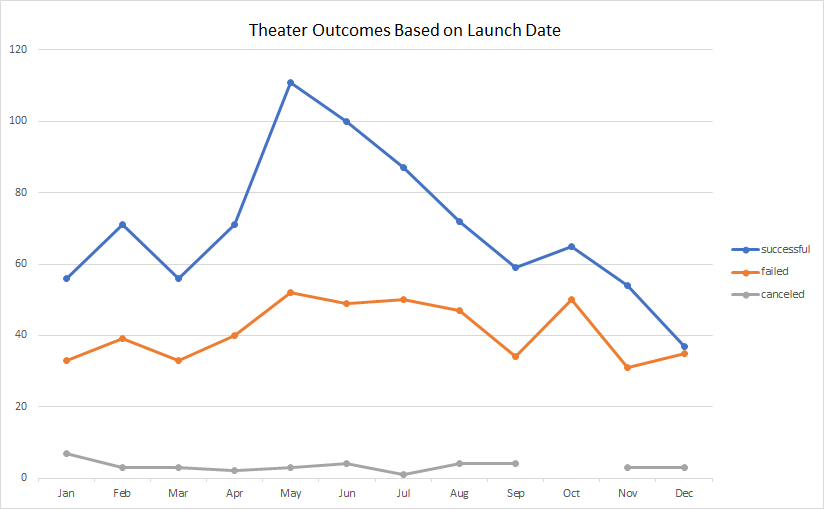 Theater Outcomes Based on Launch Date
120
100
80
60
40
20
0
Jan Feb Mar Apr May Jun Jul Aug Sep Oct Nov Dec
successful
failed
canceled